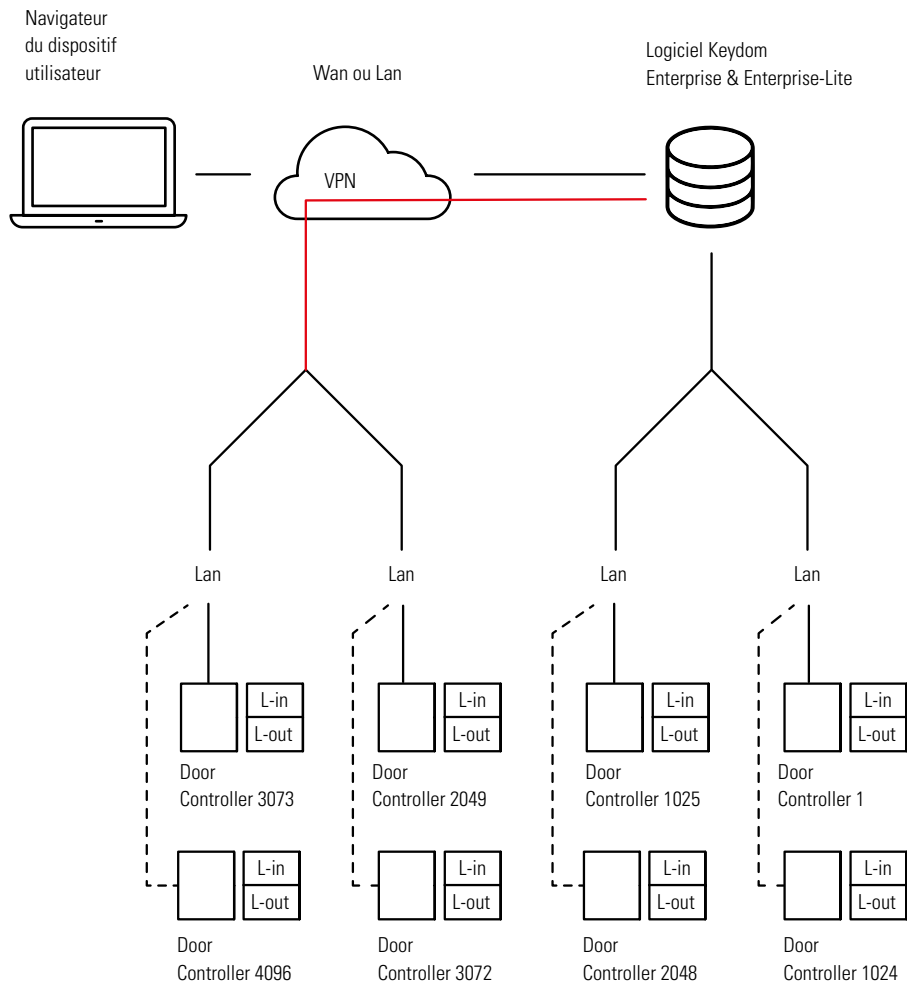 Navigateur
du dispositif
utilisateur
Wan ou Lan
Logiciel Keydom
Enterprise & Enterprise-Lite
VPN
Lan
Lan
Lan
Lan
L-in
L-out
L-in
L-out
L-in
L-out
L-in
L-out
Door
Controller 3073
Door
Controller 2049
Door
Controller 1025
Door
Controller 1
L-in
L-out
L-in
L-out
L-in
L-out
L-in
L-out
Door
Controller 4096
Door
Controller 3072
Door
Controller 2048
Door
Controller 1024